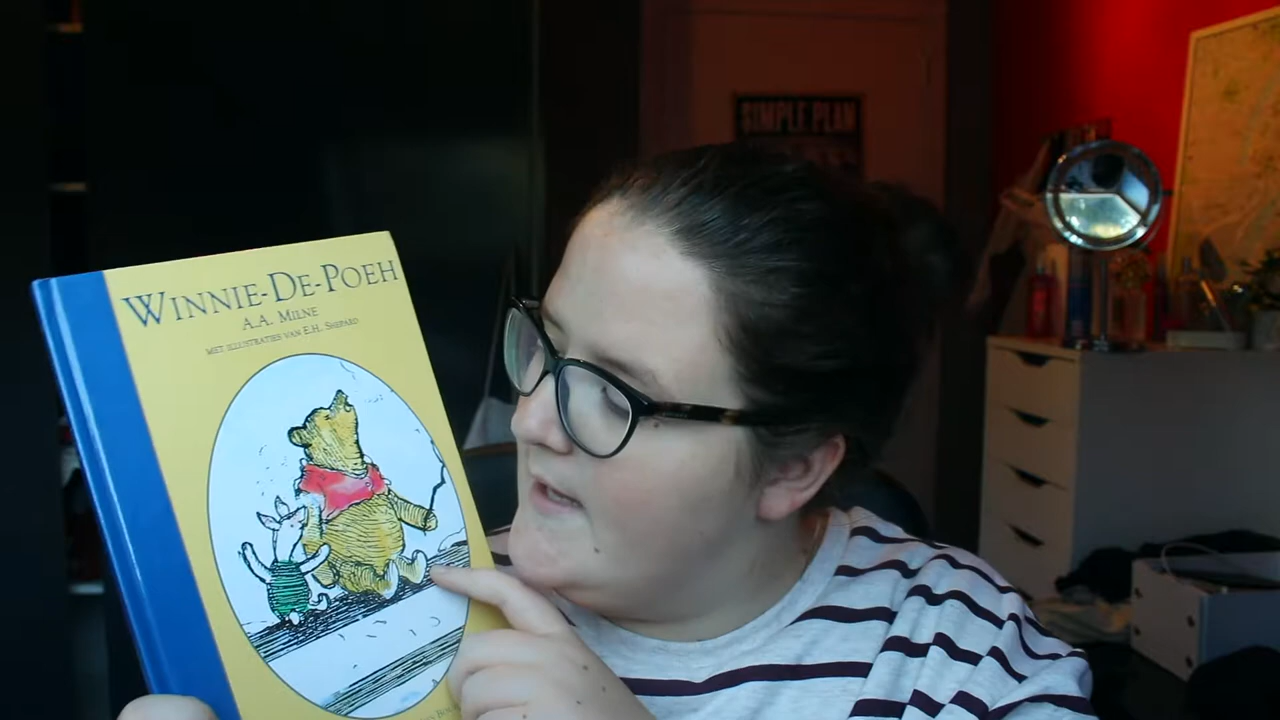 SIMPLE PLAN
WINNIE-DE-POEH
A.A. MILNE
MET ILLUSTRATIES VAN E.H. SHEPARD